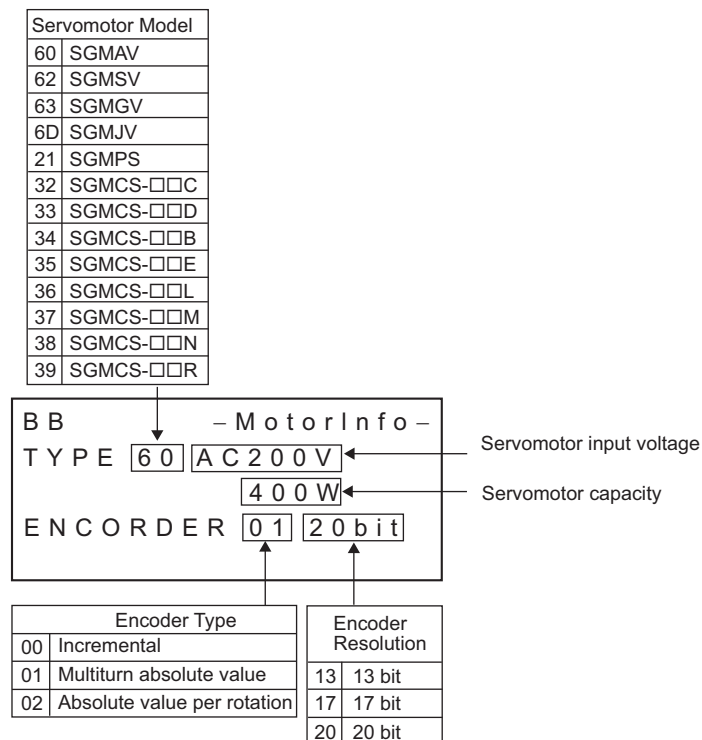 Servomotor Model
60 SGMAV
62 SGMSV
63 SGMGV
6D SGMJV
21 SGMPS
32 SGMCS-□□C
33 SGMCS-□□D
34 SGMCS-□□B
35 SGMCS-□□E
36 SGMCS-□□L
37 SGMCS-□□M
38 SGMCS-□□N
39 SGMCS-□□R
BB −MotorInfo−
TYPE 60 AC200V
Servomotor input voltage
400W
Servomotor capacity
ENCORDER 01 20bit
Encoder Type
00 Incremental
01 Multiturn absolute value
02 Absolute value per rotation
Encoder
Resolution
13 13 bit
17 17 bit
20 20 bit